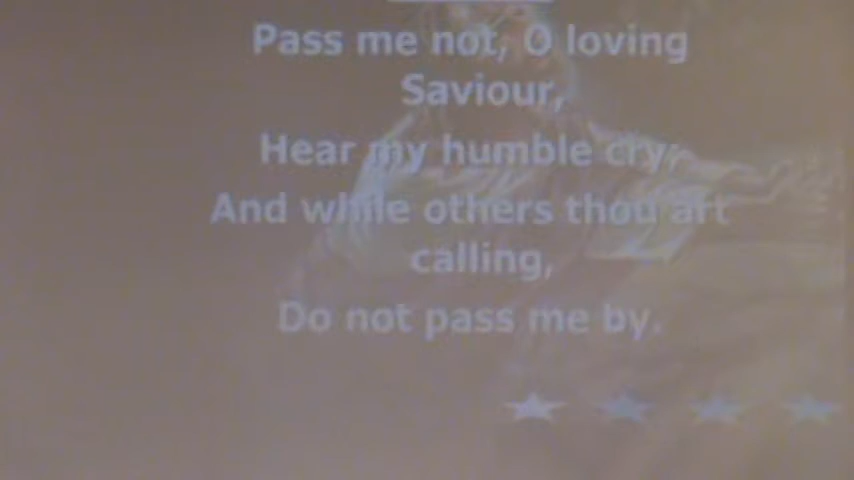 Pass me not, O loving
Saviour,
Hear my humble cry;
And while others thou art
calling,
Do not pass me by.